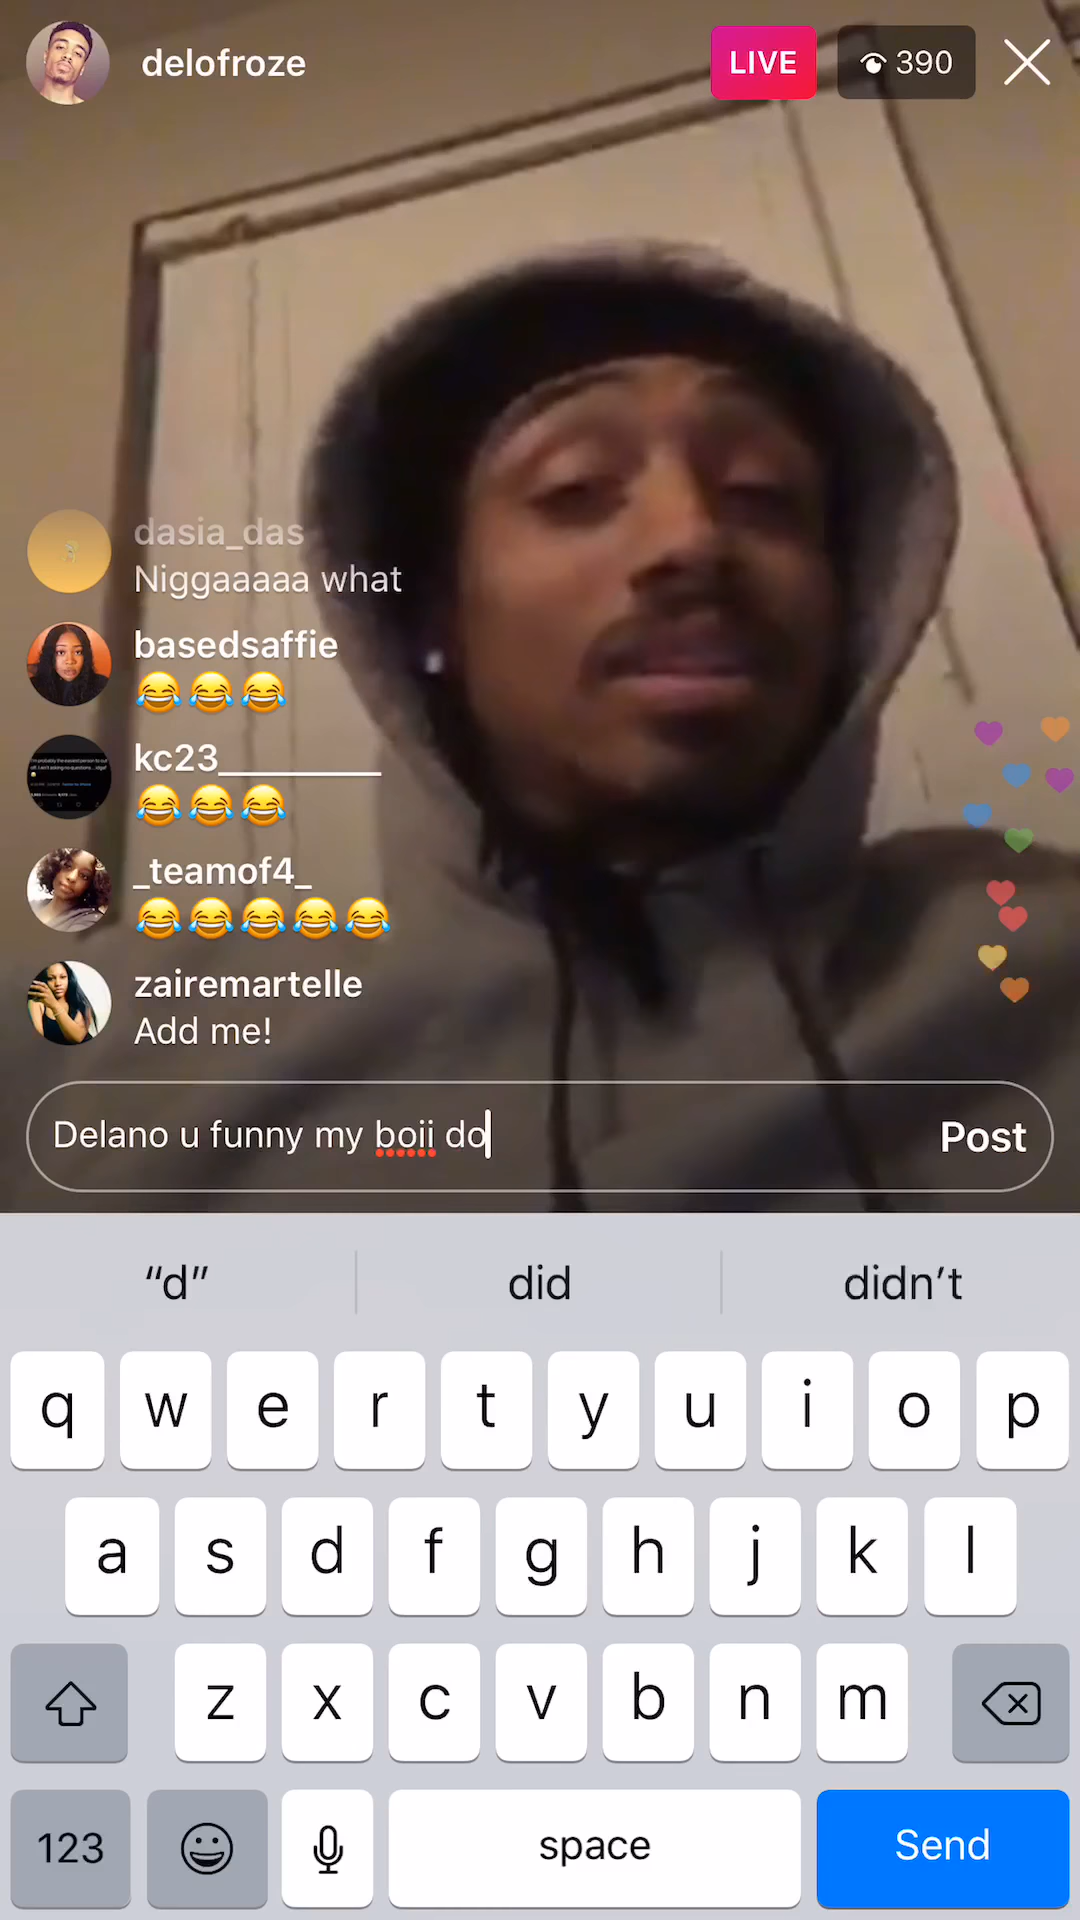 delofroze
LIVE
390
dasia_das
Niggaaaaa what
basedsaffie
😂😂😂
kc23__________
😂😂😂
_teamof4_
😂😂😂😂😂
zairemartelle
Add me!
Delano u funny my boii do
Post
“d” did didn’t
q w e r t y u i o p
a s d f g h j k l
z x c v b n m
123 space Send